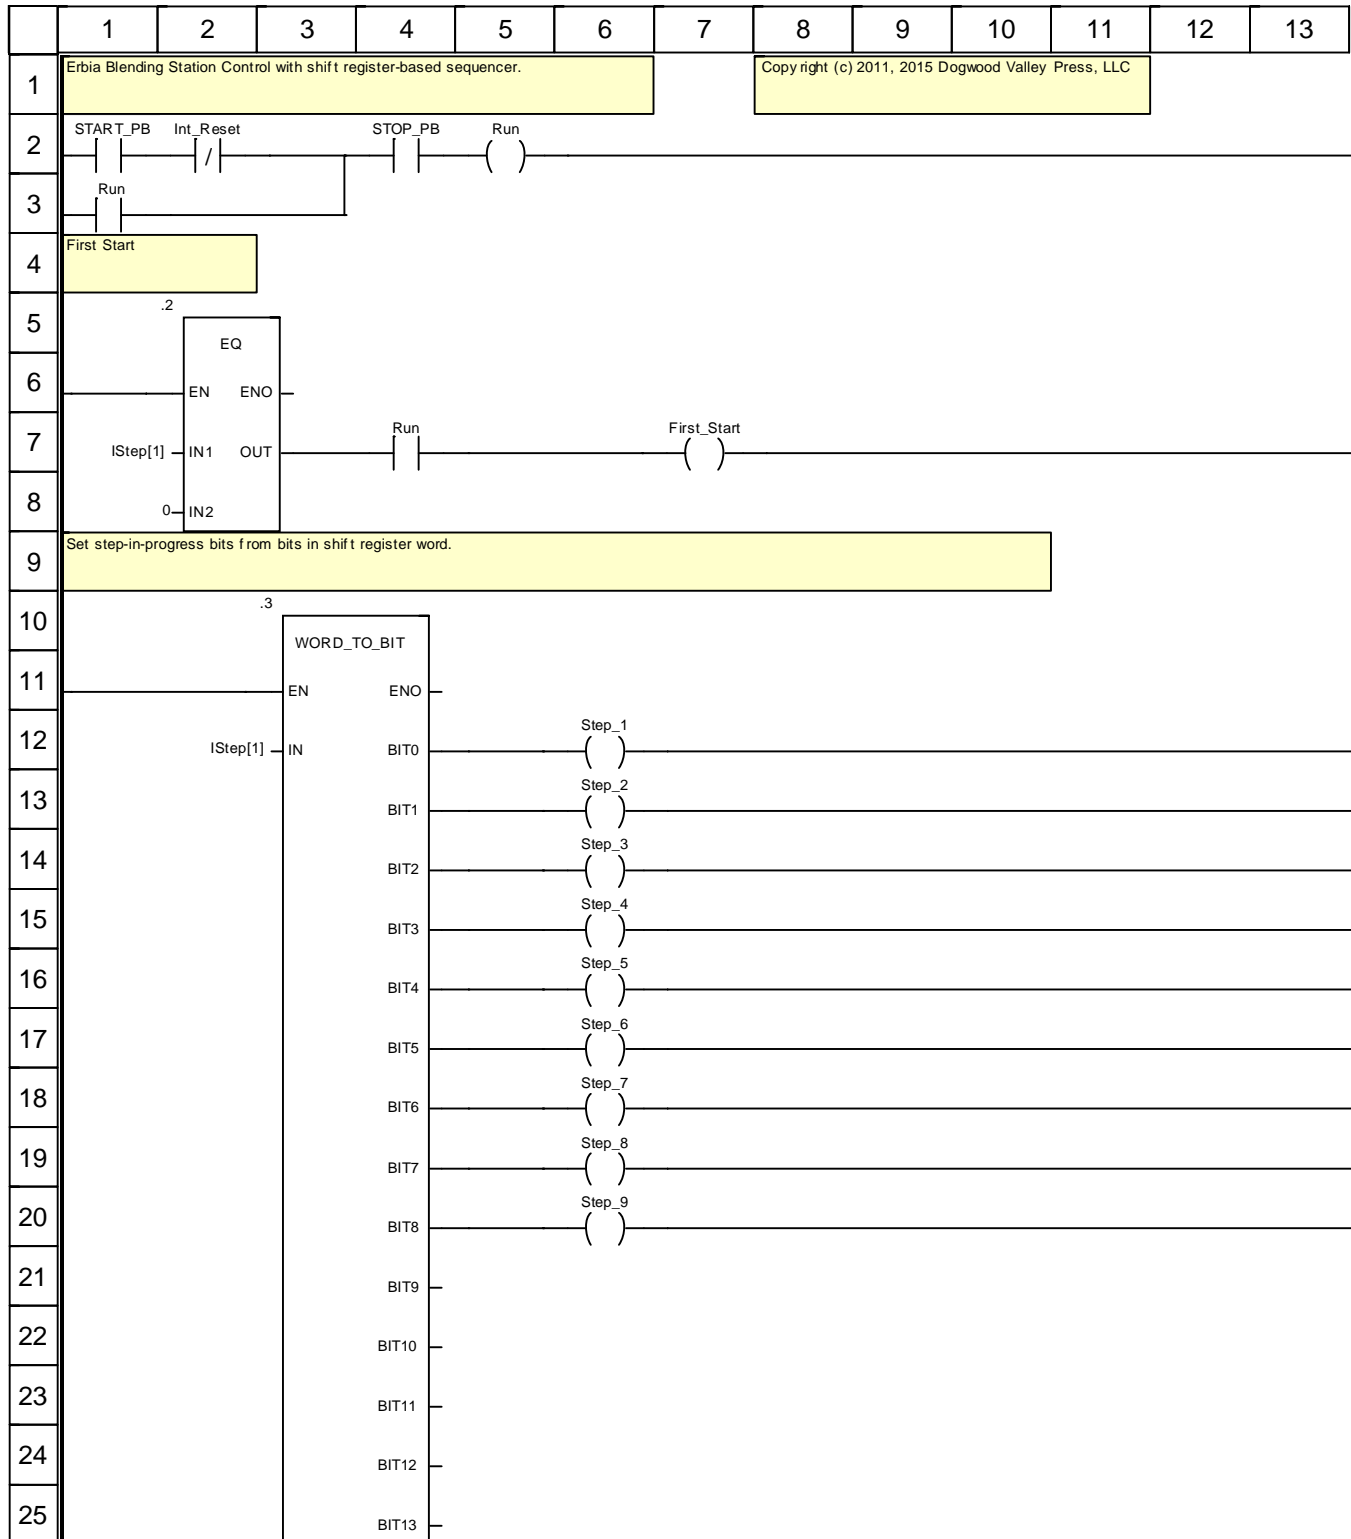 1 2 3 4 5 6 7 8 9 10 11 12 13
1
Erbia Blending Station Control with shift register-based sequencer.
Copyright (c) 2011, 2015 Dogwood Valley Press, LLC
2
START_PB Int_Reset STOP_PB Run
/
3
Run
4
First Start
.2
5
EQ
6
EN ENO
Run First_Start
7
IStep[1] IN1 OUT
8
0 IN2
9
Set step-in-progress bits from bits in shift register word.
.3
10
WORD_TO_BIT
11
EN ENO
Step_1
12
IStep[1] IN BIT0
Step_2
13
BIT1
Step_3
14
BIT2
Step_4
15
BIT3
Step_5
16
BIT4
Step_6
17
BIT5
Step_7
18
BIT6
Step_8
19
BIT7
Step_9
20
BIT8
21
BIT9
22
BIT10
23
BIT11
24
BIT12
25
BIT13